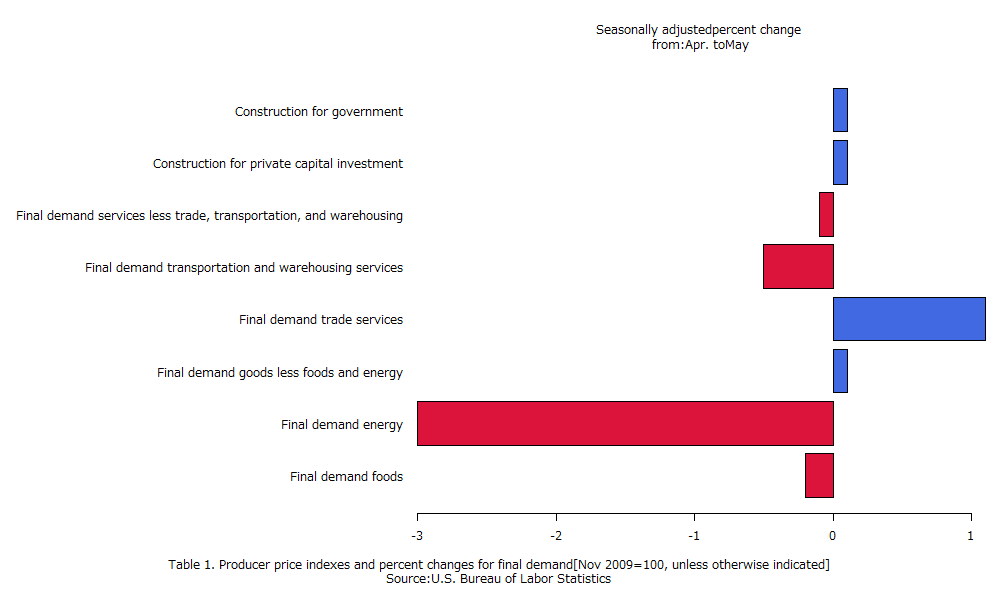 Seasonally adjustedpercent change
from:Apr. toMay
Construction for government
Construction for private capital investment
Final demand services less trade, transportation, and warehousing
Final demand transportation and warehousing services
Final demand trade services
Final demand goods less foods and energy
Final demand energy
Final demand foods
-3 -2 -1 0 1
Table 1. Producer price indexes and percent changes for final demand[Nov 2009=100, unless otherwise indicated]
Source:U.S. Bureau of Labor Statistics